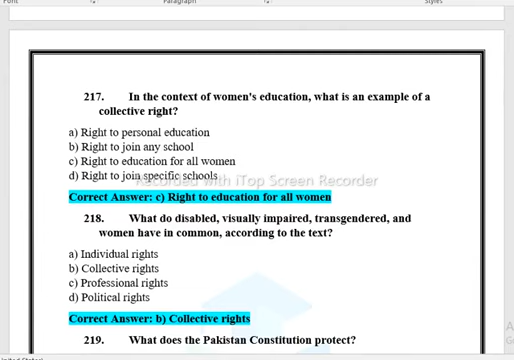 Font
Paragraph
Styles
217. In the context of women's education, what is an example of a
collective right?
a) Right to personal education
b) Right to join any school
c) Right to education for all women
d) Right to join specific schools
Recorded with iTop Screen Recorder
Correct Answer: c) Right to education for all women
218. What do disabled, visually impaired, transgendered, and
women have in common, according to the text?
a) Individual rights
b) Collective rights
c) Professional rights
d) Political rights
Correct Answer: b) Collective rights
219. What does the Pakistan Constitution protect?